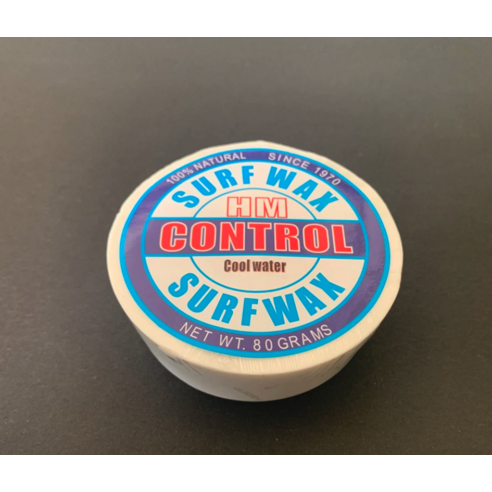 100% NATURAL SINCE 1970
SURF WAX
HM
CONTROL
Cool water
SURFWAX
NET WT. 80 GRAMS